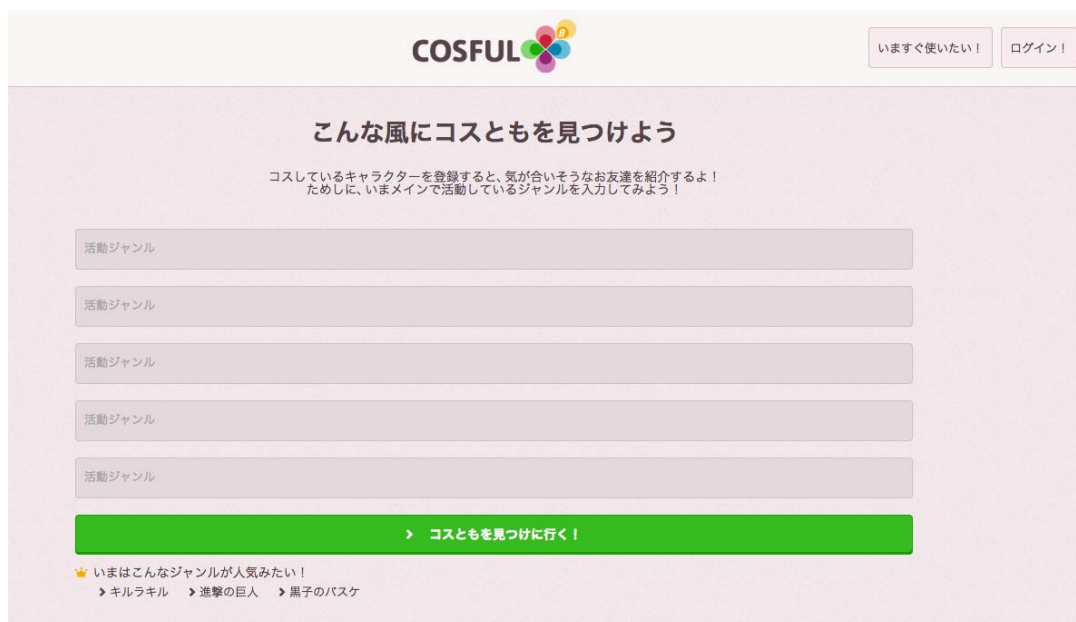 COSFUL β
いますぐ使いたい！
ログイン！
こんな風にコスともを見つけよう
コスしているキャラクターを登録すると、気が合いそうなお友達を紹介するよ！
ためしに、いまメインで活動しているジャンルを入力してみよう！
活動ジャンル
活動ジャンル
活動ジャンル
活動ジャンル
活動ジャンル
コスともを見つけに行く！
いまはこんなジャンルが人気みたい！
キルラキル 進撃の巨人 黒子のバスケ